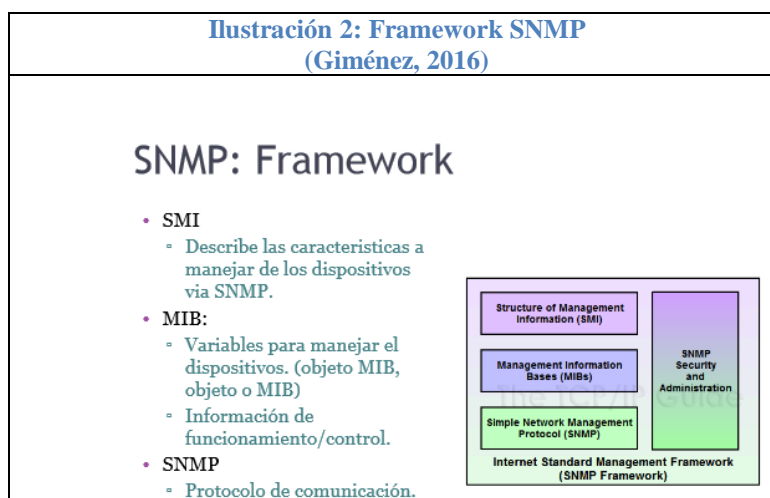 Ilustración 2: Framework SNMP
(Giménez, 2016)
SNMP: Framework
• SMI
▫ Describe las caracteristicas a
manejar de los dispositivos
via SNMP.
• MIB:
▫ Variables para manejar el
dispositivos. (objeto MIB,
objeto o MIB)
▫ Información de
funcionamiento/control.
• SNMP
▫ Protocolo de comunicación.
Structure of Management
Information (SMI)
Management Information
Bases (MIBs)
Simple Network Management
Protocol (SNMP)
SNMP
Security
and
Administration
The TCP/IP Guide
Internet Standard Management Framework
(SNMP Framework)